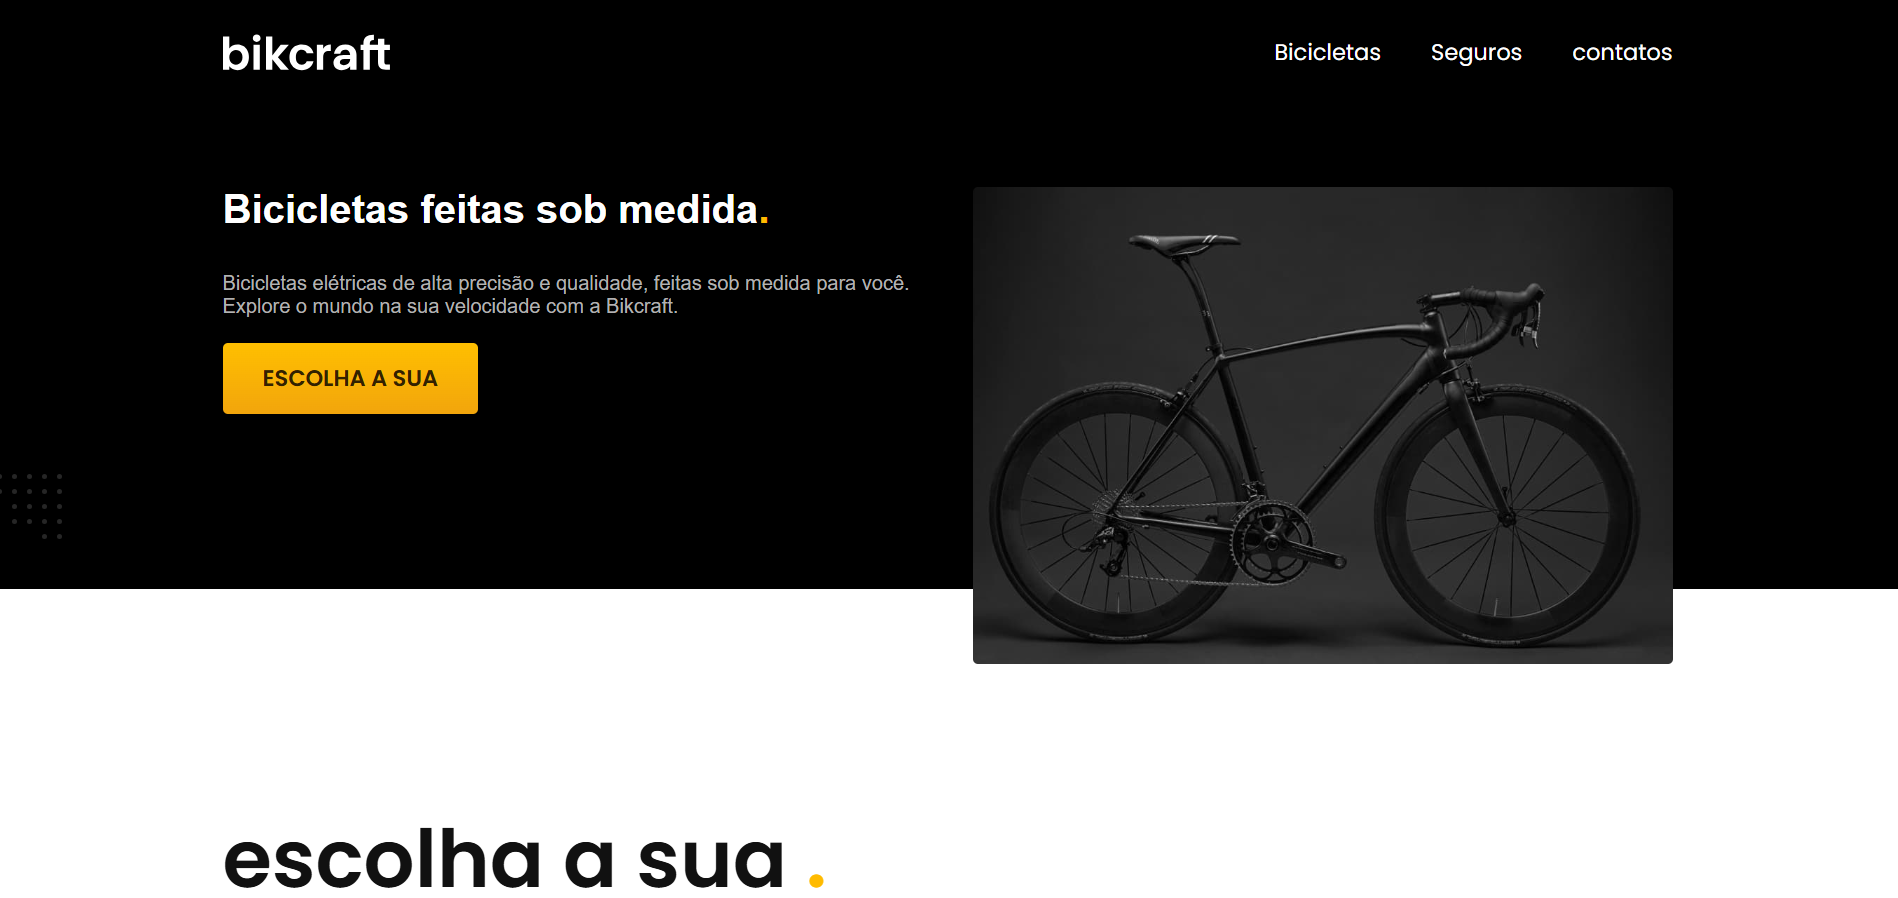 bikcraft
Bicicletas Seguros contatos
Bicicletas feitas sob medida.
Bicicletas elétricas de alta precisão e qualidade, feitas sob medida para você.
Explore o mundo na sua velocidade com a Bikcraft.
ESCOLHA A SUA
escolha a sua .